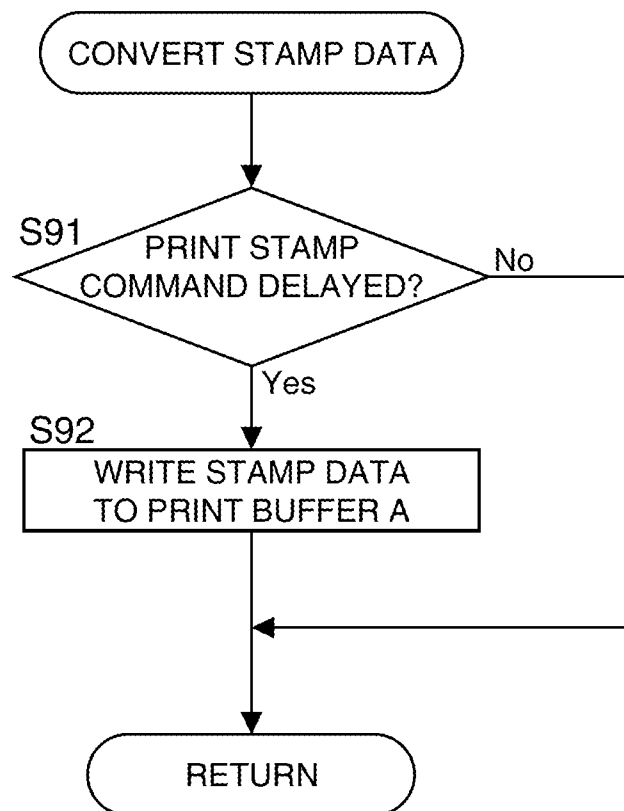 CONVERT STAMP DATA
S91
PRINT STAMP
COMMAND DELAYED?
No
Yes
S92
WRITE STAMP DATA
TO PRINT BUFFER A
RETURN